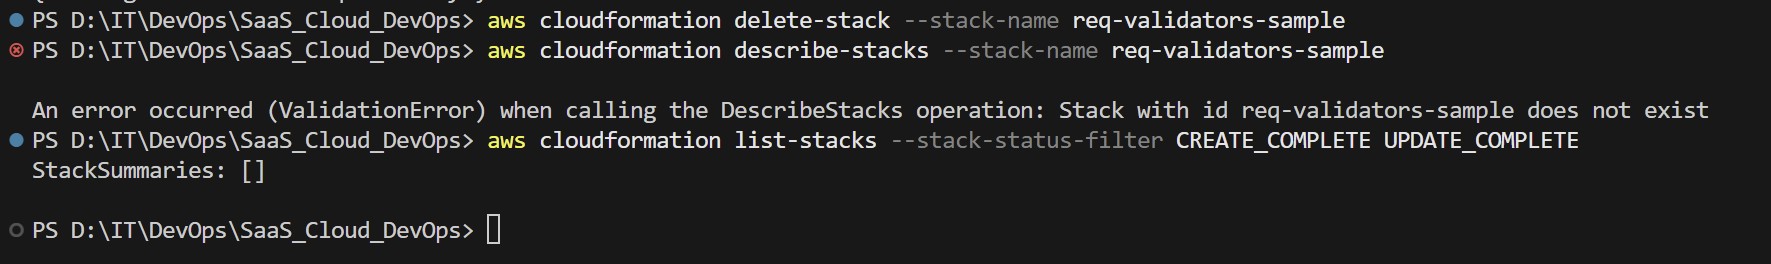 PS D:\IT\DevOps\SaaS_Cloud_DevOps> aws cloudformation delete-stack --stack-name req-validators-sample
PS D:\IT\DevOps\SaaS_Cloud_DevOps> aws cloudformation describe-stacks --stack-name req-validators-sample
An error occurred (ValidationError) when calling the DescribeStacks operation: Stack with id req-validators-sample does not exist
PS D:\IT\DevOps\SaaS_Cloud_DevOps> aws cloudformation list-stacks --stack-status-filter CREATE_COMPLETE UPDATE_COMPLETE
StackSummaries: []
PS D:\IT\DevOps\SaaS_Cloud_DevOps>